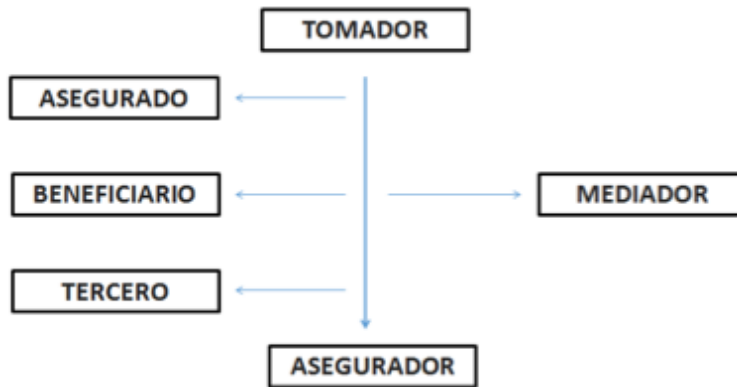 TOMADOR
ASEGURADO
BENEFICIARIO
MEDIADOR
TERCERO
ASEGURADOR